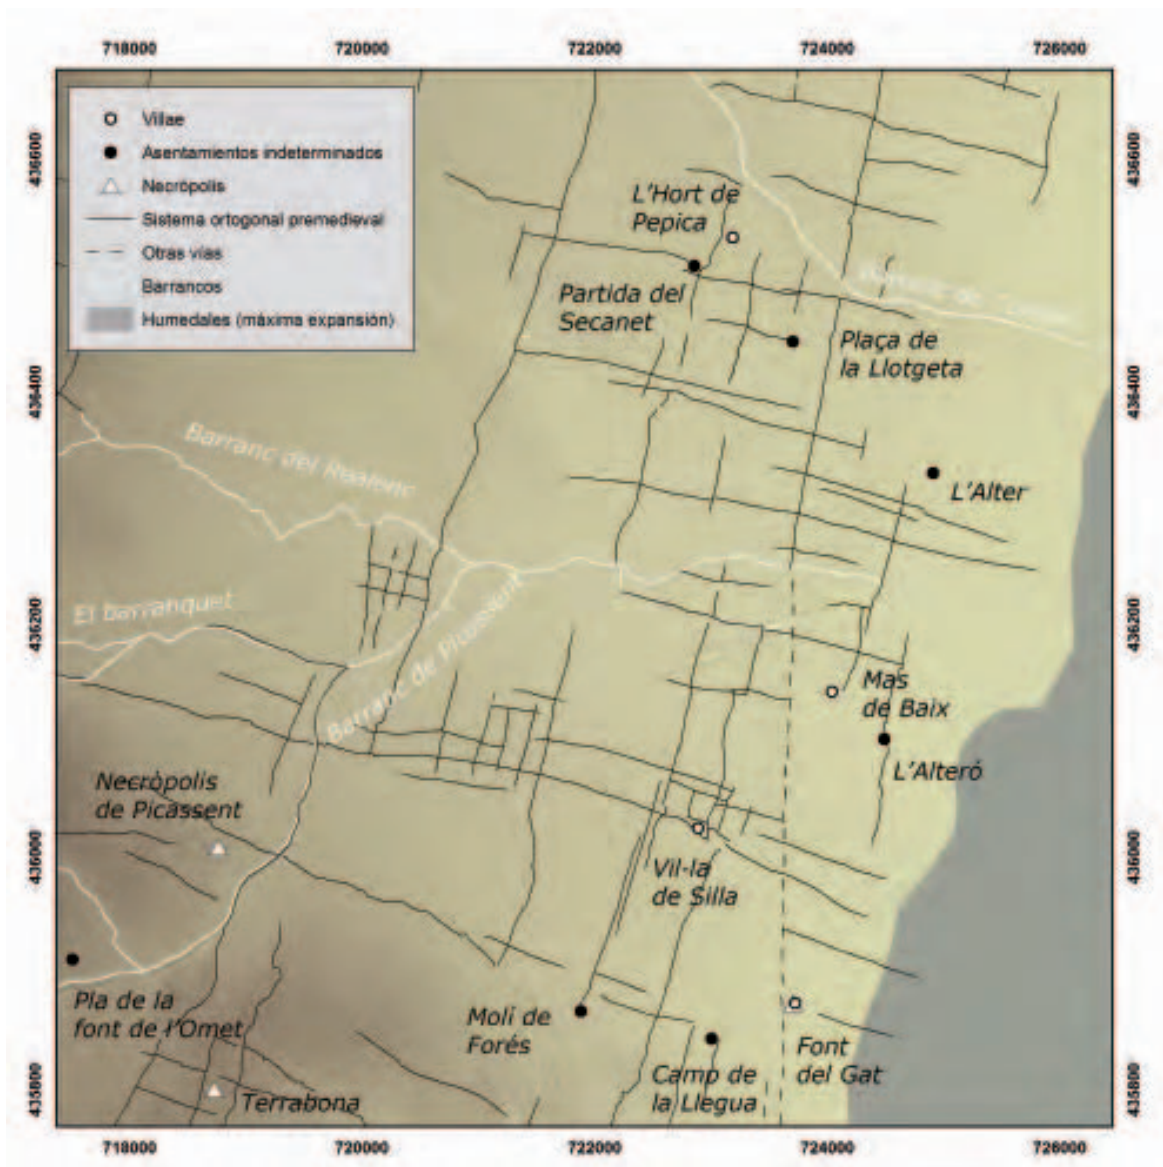 718000 720000 722000 724000 726000
Villae
Asentamientos indeterminados
Necròpolis
Sistema ortogonal premedieval
Otras vías
Barrancos
Humedales (máxima expansión)
436600
436400
436200
436000
435800
436600
436400
436200
436000
435800
L'Hort de
Pepica
Partida del
Secanet
Plaça de
la Llotgeta
Barranc del Realenc
L'Alter
El barranquet
Barranc de Picassent
Mas
de Baix
L'Alteró
Necròpolis
de Picassent
Vil·la
de Silla
Pla de la
font de l'Omet
Molí de
Forés
Font
del Gat
Camp de
la Llegua
Terrabona
718000 720000 722000 724000 726000